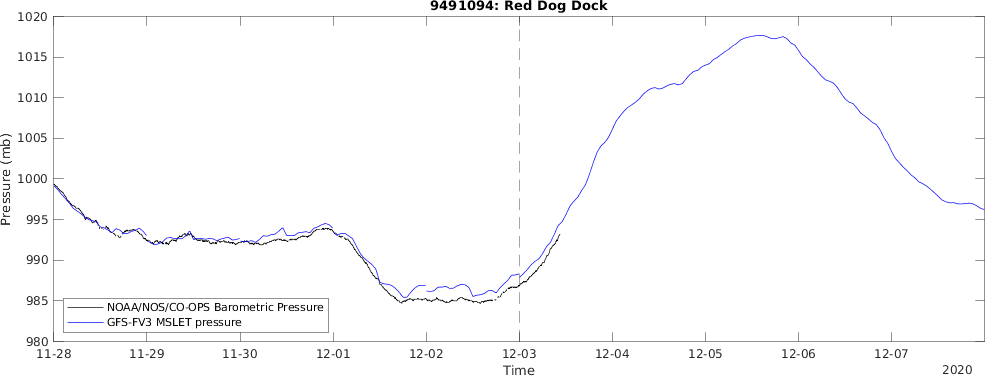 9491094: Red Dog Dock
1020
1015
1010
1005
1000
995
990
985
980
Pressure (mb)
NOAA/NOS/CO-OPS Barometric Pressure
GFS-FV3 MSLET pressure
11-28 11-29 11-30 12-01 12-02 12-03 12-04 12-05 12-06 12-07
Time
2020